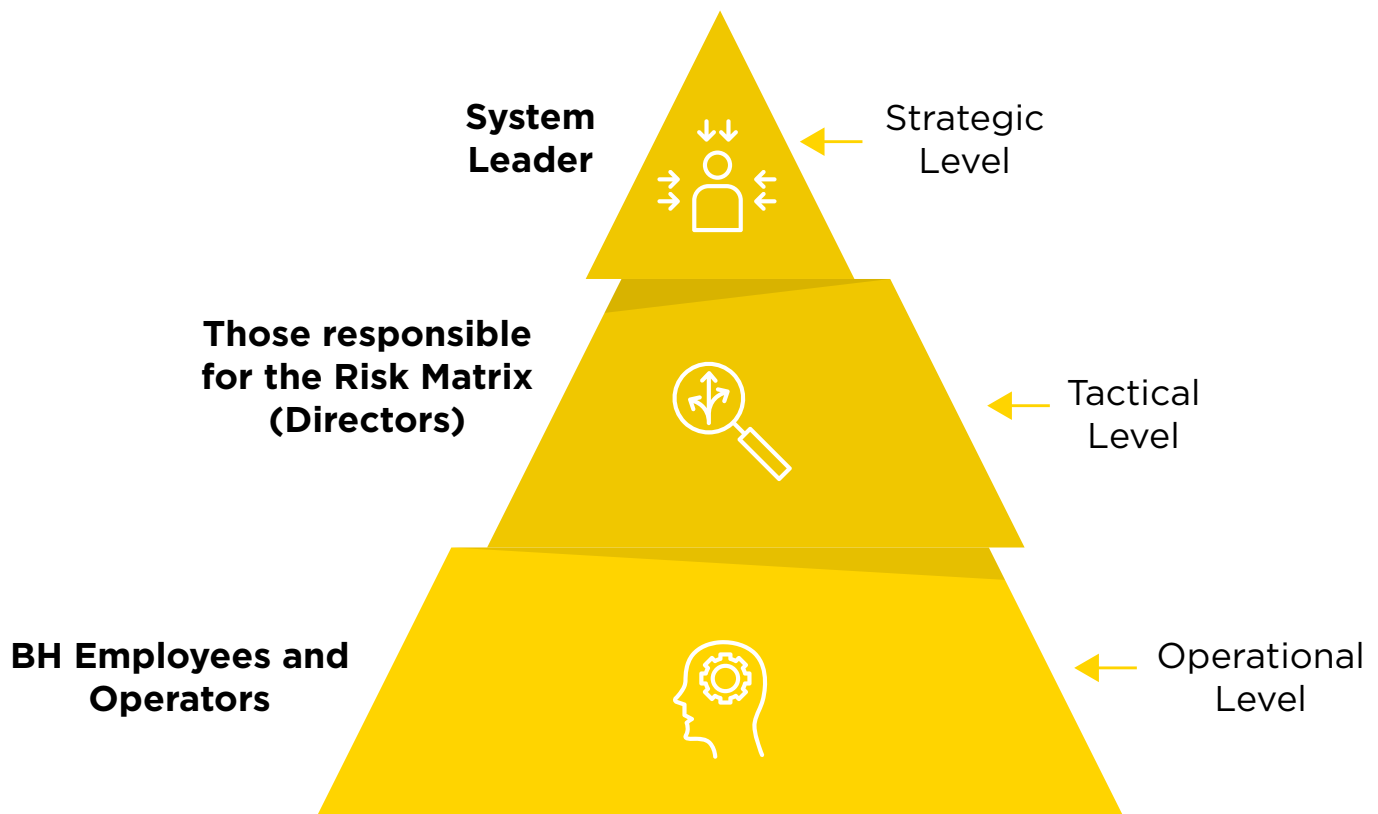 System
Leader
Strategic
Level
Those responsible
for the Risk Matrix
(Directors)
Tactical
Level
BH Employees and
Operators
Operational
Level